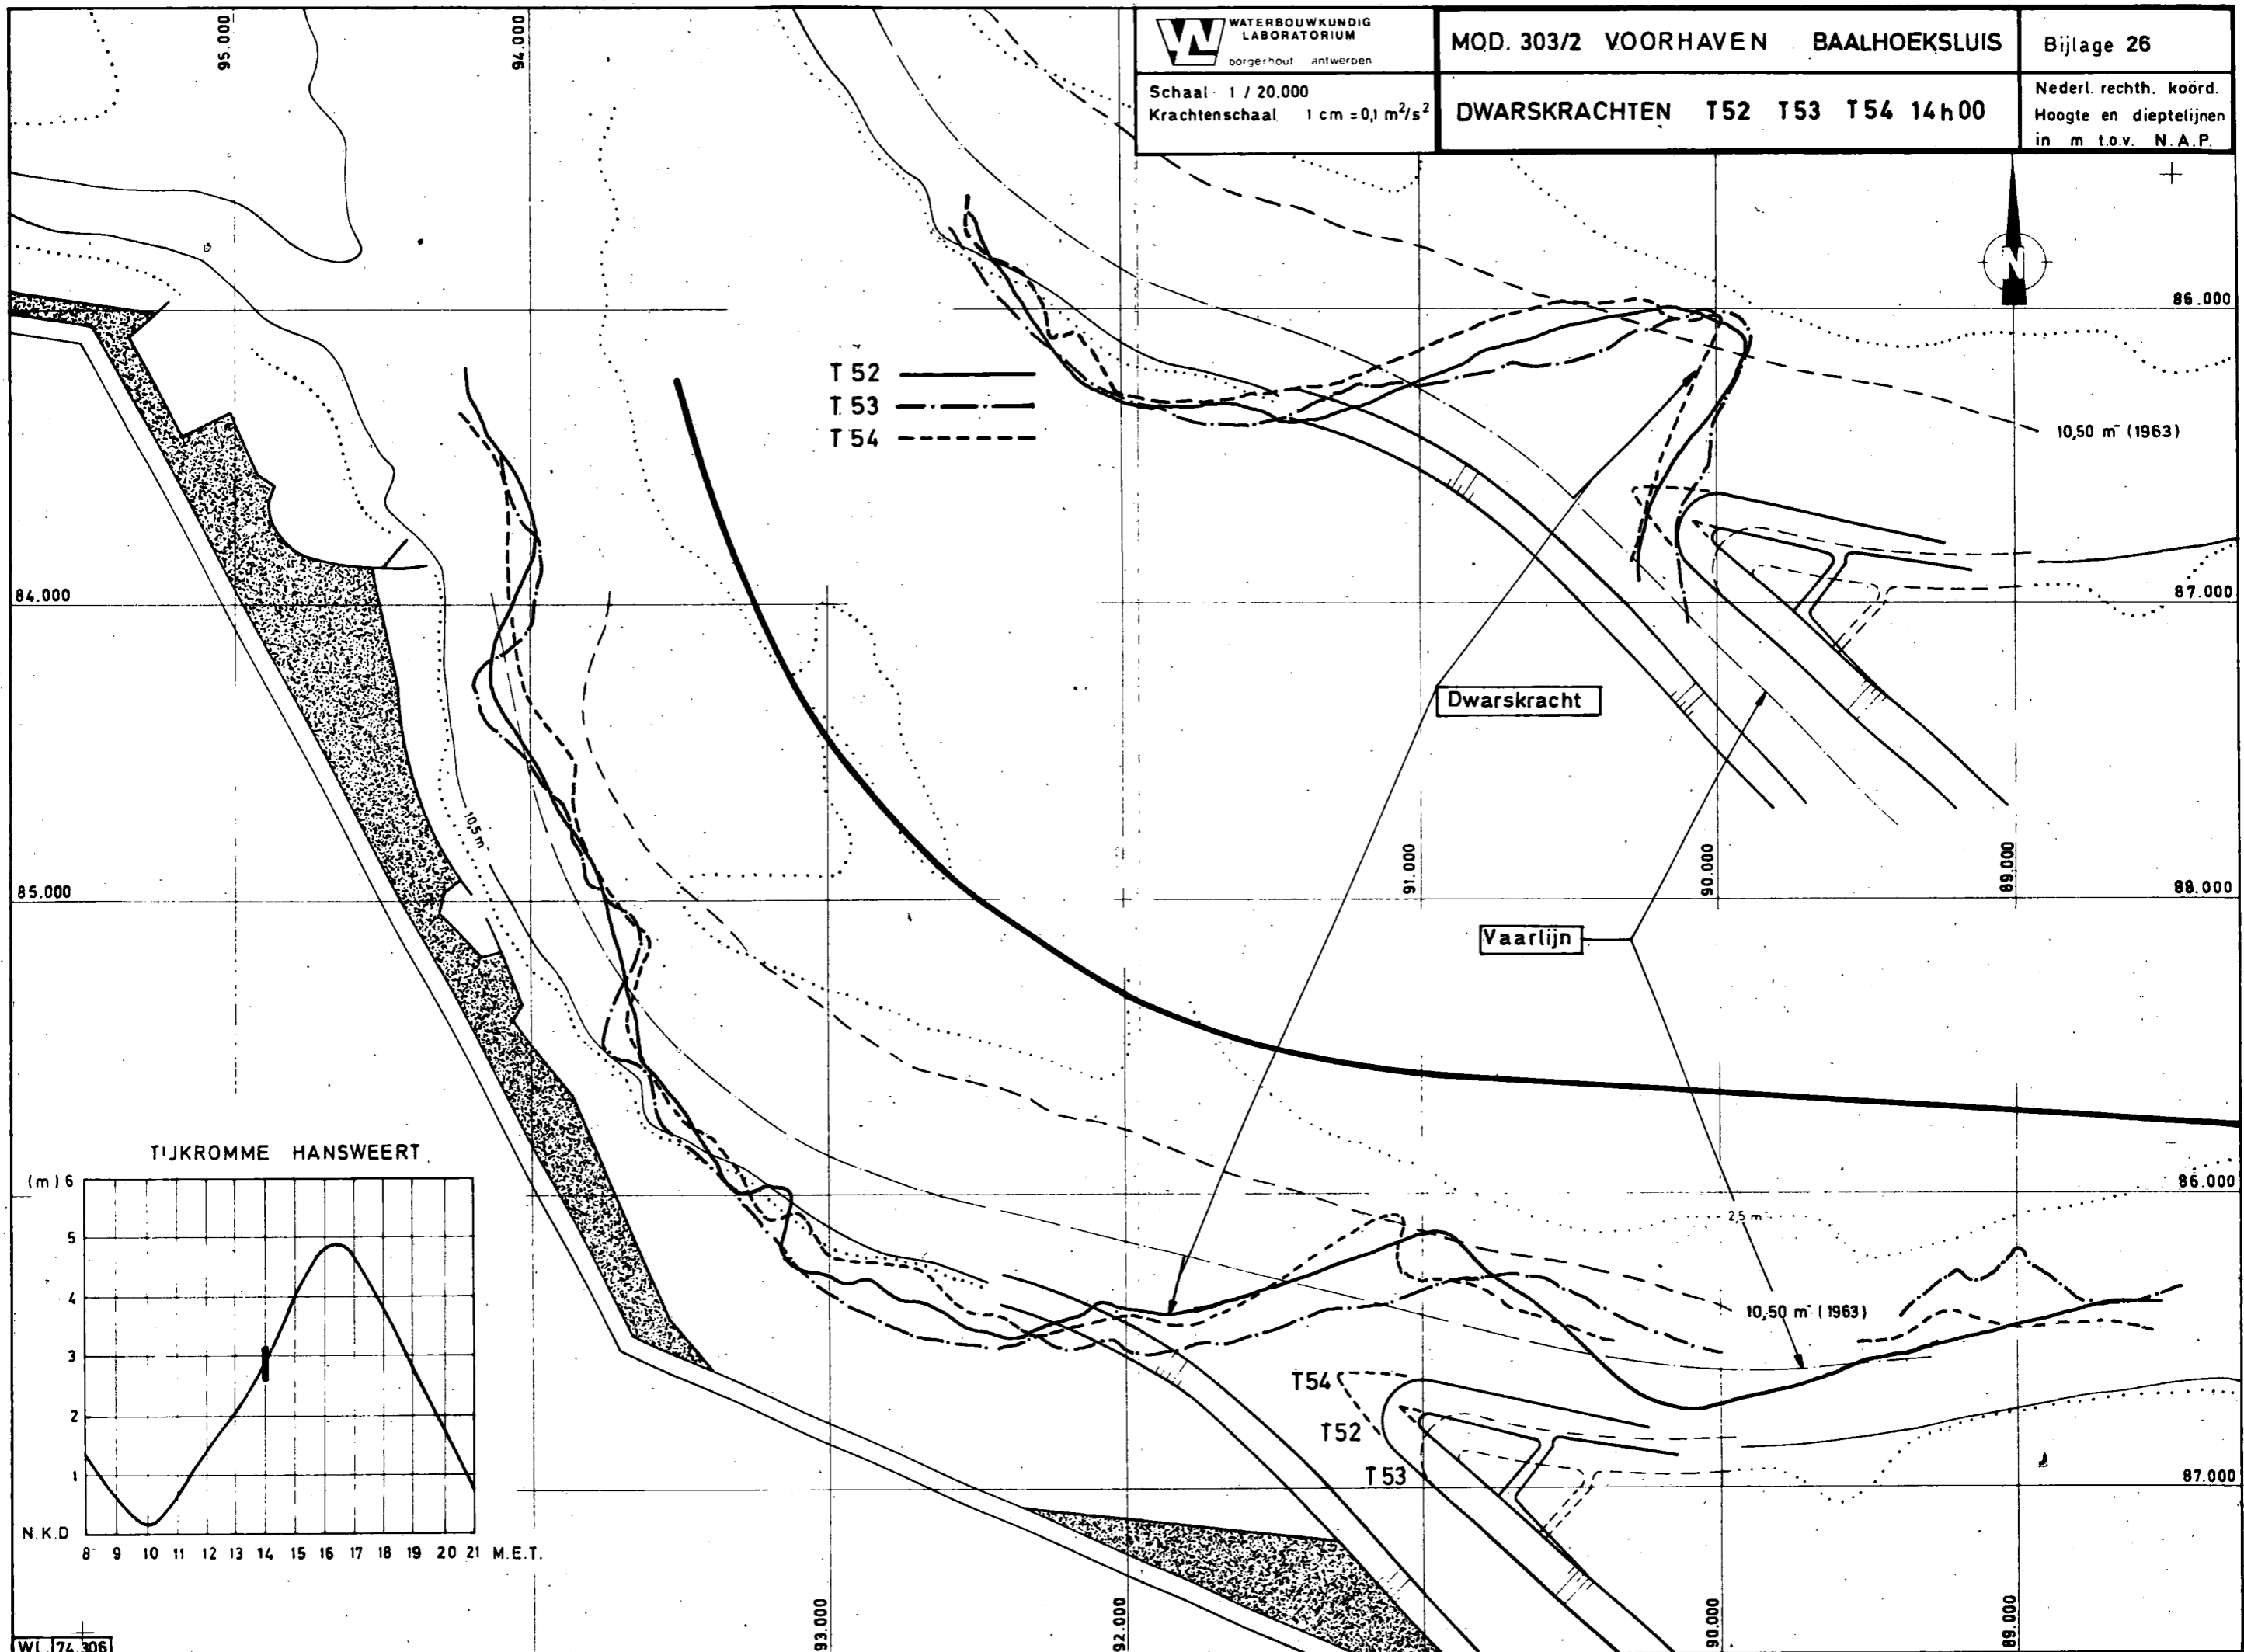 WATERBOUWKUNDIG
LABORATORIUM
borgerhout antwerpen
Schaal 1 / 20.000
Krachtenschaal 1 cm = 0,1 m²/s²
MOD. 303/2 VOORHAVEN BAALHOEKSLUIS
DWARSKRACHTEN T52 T53 T54 14h00
Bijlage 26
Nederl. rechth. koörd.
Hoogte en dieptelijnen
in m t.o.v. N.A.P.
95.000
94.000
N
86.000
T 52
T 53
T 54
10,50 m⁻ (1963)
84.000
87.000
Dwarskracht
10,5 m⁻
91.000
90.000
89.000
85.000
88.000
Vaarlijn
TIJKROMME HANSWEERT
(m) 6
5
4
3
2
1
N.K.D
8 9 10 11 12 13 14 15 16 17 18 19 20 21 M.E.T.
86.000
2,5 m⁻
10,50 m⁻ (1963)
T54
T52
T53
87.000
93.000
92.000
90.000
89.000
WL 74.306